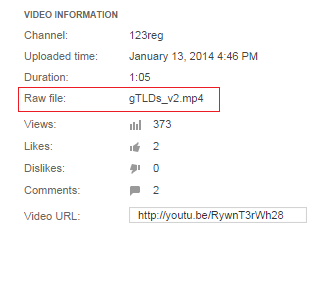 VIDEO INFORMATION
Channel: 123reg
Uploaded time: January 13, 2014 4:46 PM
Duration: 1:05
Raw file: gTLDs_v2.mp4
Views: 373
Likes: 2
Dislikes: 0
Comments: 2
Video URL: http://youtu.be/RywnT3rWh28